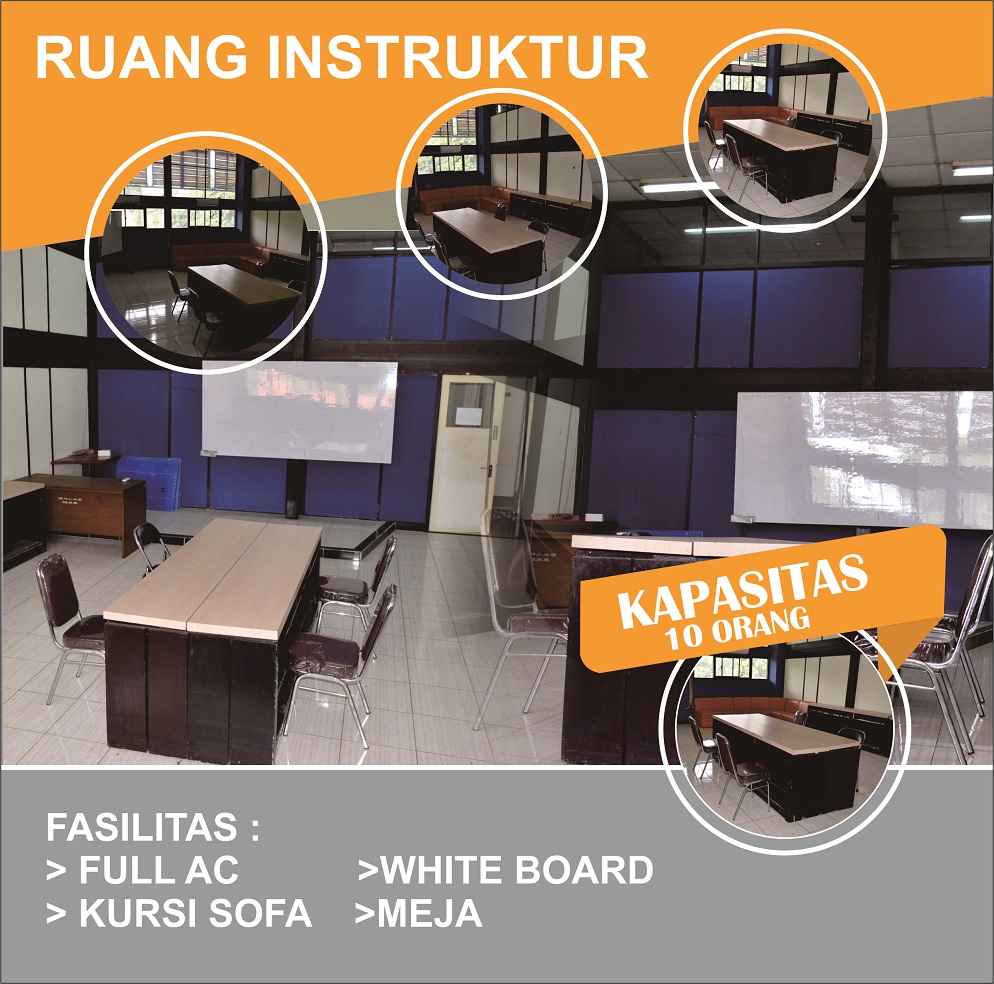 RUANG INSTRUKTUR
KAPASITAS
10 ORANG
FASILITAS :
> FULL AC >WHITE BOARD
> KURSI SOFA >MEJA